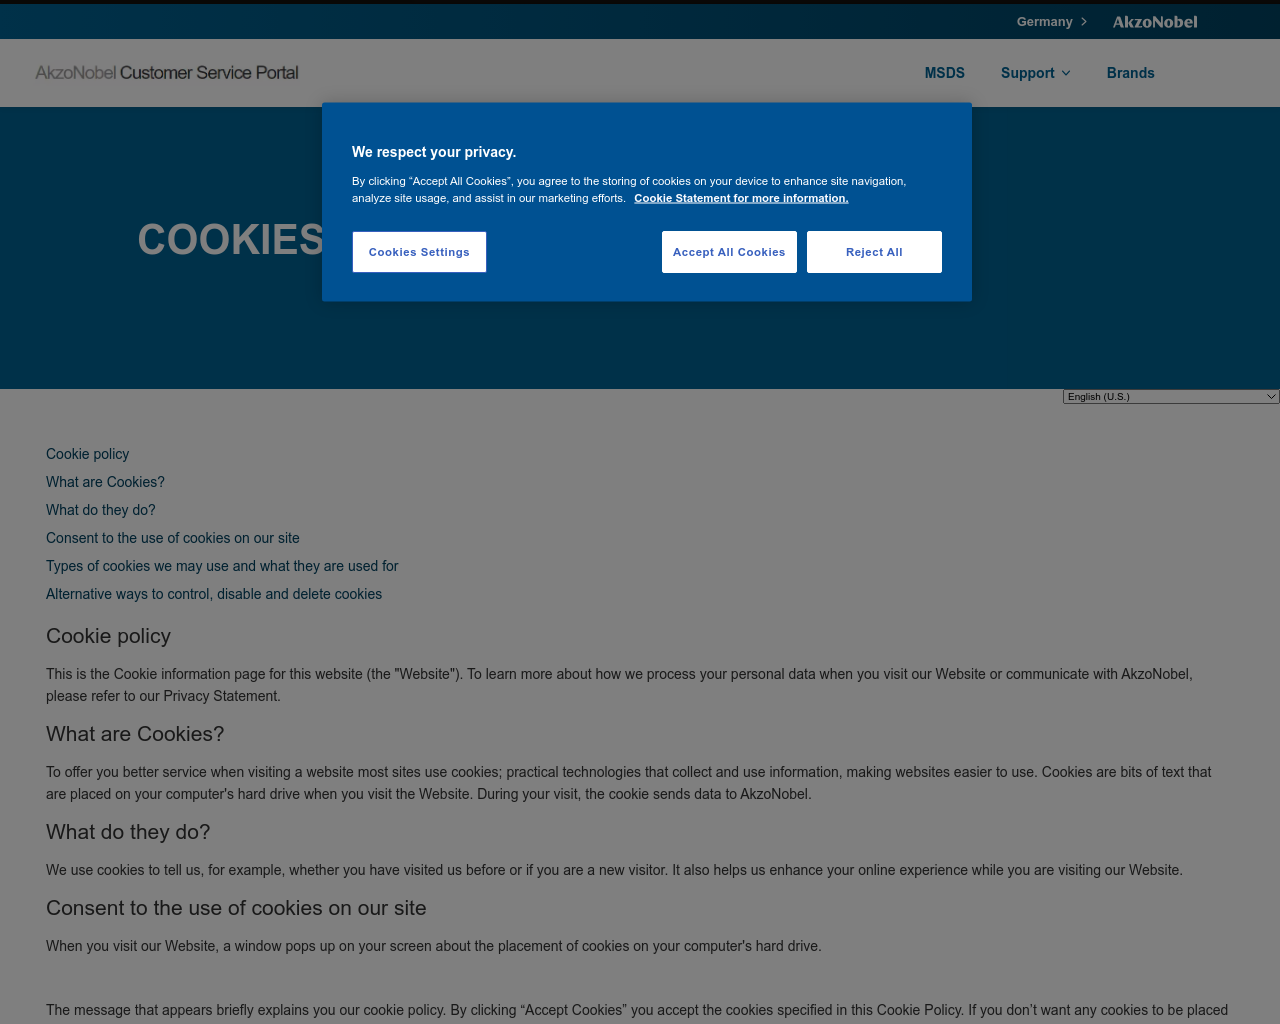 Germany
AkzoNobel
AkzoNobel Customer Service Portal
MSDS
Support
Brands
We respect your privacy.
By clicking “Accept All Cookies”, you agree to the storing of cookies on your device to enhance site navigation,
analyze site usage, and assist in our marketing efforts. Cookie Statement for more information.
COOKIES
Cookies Settings
Accept All Cookies
Reject All
English (U.S.)
Cookie policy
What are Cookies?
What do they do?
Consent to the use of cookies on our site
Types of cookies we may use and what they are used for
Alternative ways to control, disable and delete cookies
Cookie policy
This is the Cookie information page for this website (the "Website"). To learn more about how we process your personal data when you visit our Website or communicate with AkzoNobel,
please refer to our Privacy Statement.
What are Cookies?
To offer you better service when visiting a website most sites use cookies; practical technologies that collect and use information, making websites easier to use. Cookies are bits of text that
are placed on your computer's hard drive when you visit the Website. During your visit, the cookie sends data to AkzoNobel.
What do they do?
We use cookies to tell us, for example, whether you have visited us before or if you are a new visitor. It also helps us enhance your online experience while you are visiting our Website.
Consent to the use of cookies on our site
When you visit our Website, a window pops up on your screen about the placement of cookies on your computer's hard drive.
The message that appears briefly explains you our cookie policy. By clicking “Accept Cookies” you accept the cookies specified in this Cookie Policy. If you don’t want any cookies to be placed